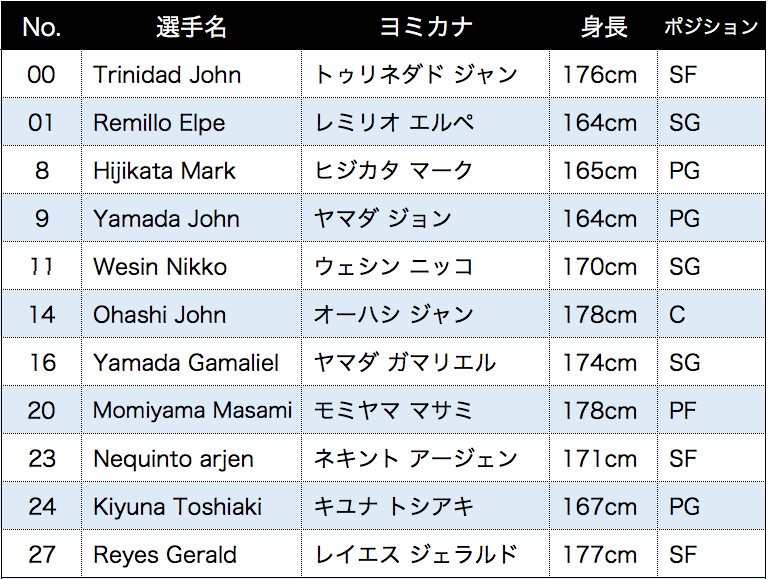 No. 選手名 ヨミカナ 身長 ポジション
00 Trinidad John トゥリネダド ジャン 176cm SF
01 Remillo Elpe レミリオ エルペ 164cm SG
8 Hijikata Mark ヒジカタ マーク 165cm PG
9 Yamada John ヤマダ ジョン 164cm PG
11 Wesin Nikko ウェシン ニッコ 170cm SG
14 Ohashi John オーハシ ジャン 178cm C
16 Yamada Gamaliel ヤマダ ガマリエル 174cm SG
20 Momiyama Masami モミヤマ マサミ 178cm PF
23 Nequinto arjen ネキント アージェン 171cm SF
24 Kiyuna Toshiaki キユナ トシアキ 167cm PG
27 Reyes Gerald レイエス ジェラルド 177cm SF